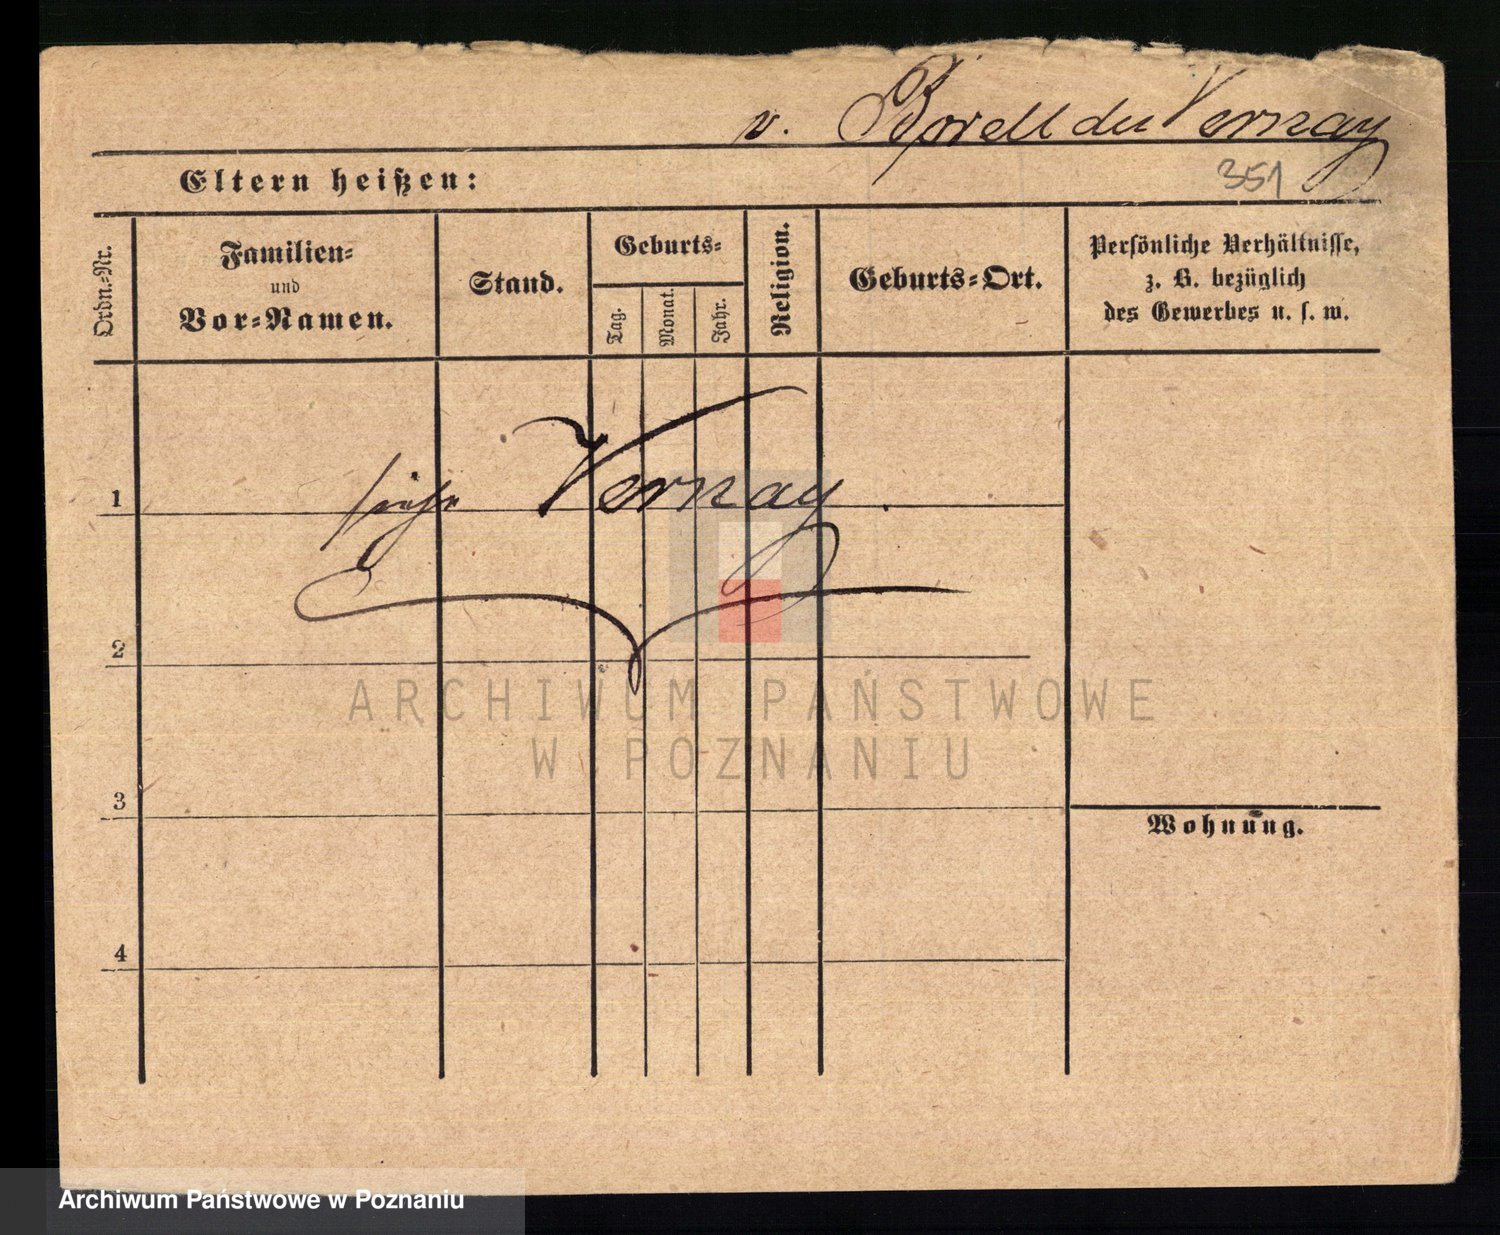 v. Borell du Vernay
Eltern heißen:
351
Ordn.=Nr.
Familien=
und
Vor=Namen.
Stand.
Geburts=
Tag.
Monat.
Jahr.
Religion.
Geburts=Ort.
Persönliche Verhältnisse,
z. B. bezüglich
des Gewerbes u. s. w.
1
siehe Vernay.
2
3
4
Wohnung.
ARCHIWUM PAŃSTWOWE
W POZNANIU
Archiwum Państwowe w Poznaniu